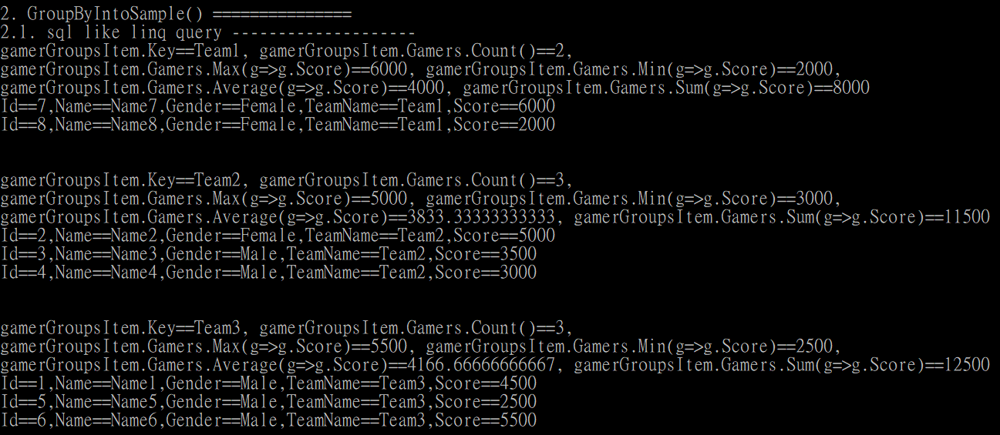 2. GroupByIntoSample() ===============
2.1. sql like linq query --------------------
gamerGroupsItem.Key==Team1, gamerGroupsItem.Gamers.Count()==2,
gamerGroupsItem.Gamers.Max(g=>g.Score)==6000, gamerGroupsItem.Gamers.Min(g=>g.Score)==2000,
gamerGroupsItem.Gamers.Average(g=>g.Score)==4000, gamerGroupsItem.Gamers.Sum(g=>g.Score)==8000
Id==7,Name==Name7,Gender==Female,TeamName==Team1,Score==6000
Id==8,Name==Name8,Gender==Female,TeamName==Team1,Score==2000
gamerGroupsItem.Key==Team2, gamerGroupsItem.Gamers.Count()==3,
gamerGroupsItem.Gamers.Max(g=>g.Score)==5000, gamerGroupsItem.Gamers.Min(g=>g.Score)==3000,
gamerGroupsItem.Gamers.Average(g=>g.Score)==3833.33333333333, gamerGroupsItem.Gamers.Sum(g=>g.Score)==11500
Id==2,Name==Name2,Gender==Female,TeamName==Team2,Score==5000
Id==3,Name==Name3,Gender==Male,TeamName==Team2,Score==3500
Id==4,Name==Name4,Gender==Male,TeamName==Team2,Score==3000
gamerGroupsItem.Key==Team3, gamerGroupsItem.Gamers.Count()==3,
gamerGroupsItem.Gamers.Max(g=>g.Score)==5500, gamerGroupsItem.Gamers.Min(g=>g.Score)==2500,
gamerGroupsItem.Gamers.Average(g=>g.Score)==4166.66666666667, gamerGroupsItem.Gamers.Sum(g=>g.Score)==12500
Id==1,Name==Name1,Gender==Male,TeamName==Team3,Score==4500
Id==5,Name==Name5,Gender==Male,TeamName==Team3,Score==2500
Id==6,Name==Name6,Gender==Male,TeamName==Team3,Score==5500